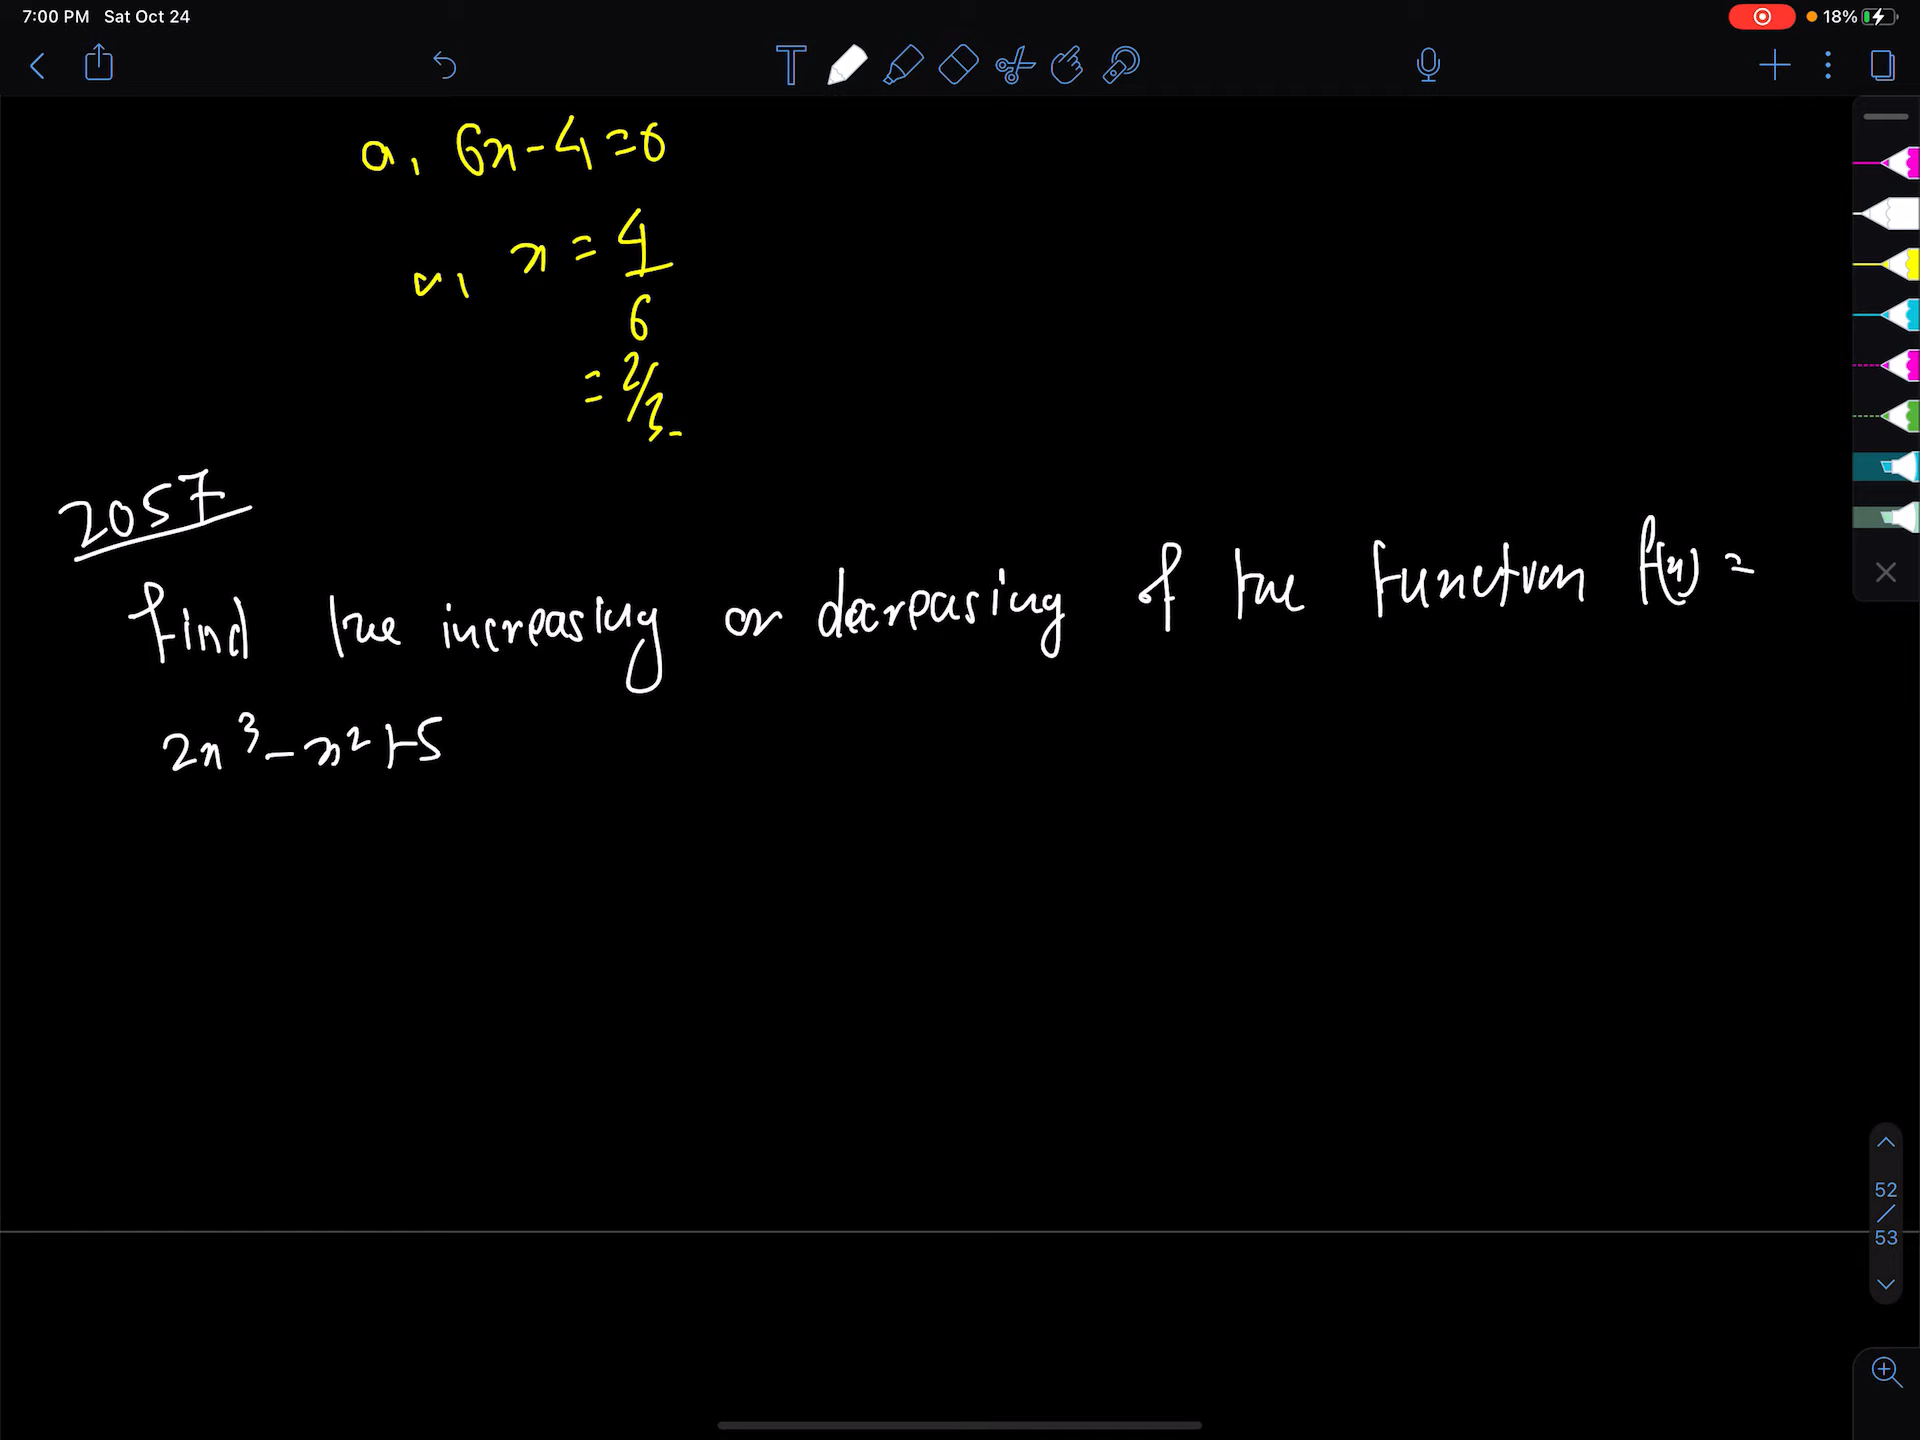 7:00 PM Sat Oct 24
18%
T
a, 6x-4=0
or, x = 4
6
= 2/3
2057
find the increasing or decreasing of the function f(x) =
2x³-x²+5
52
/
53